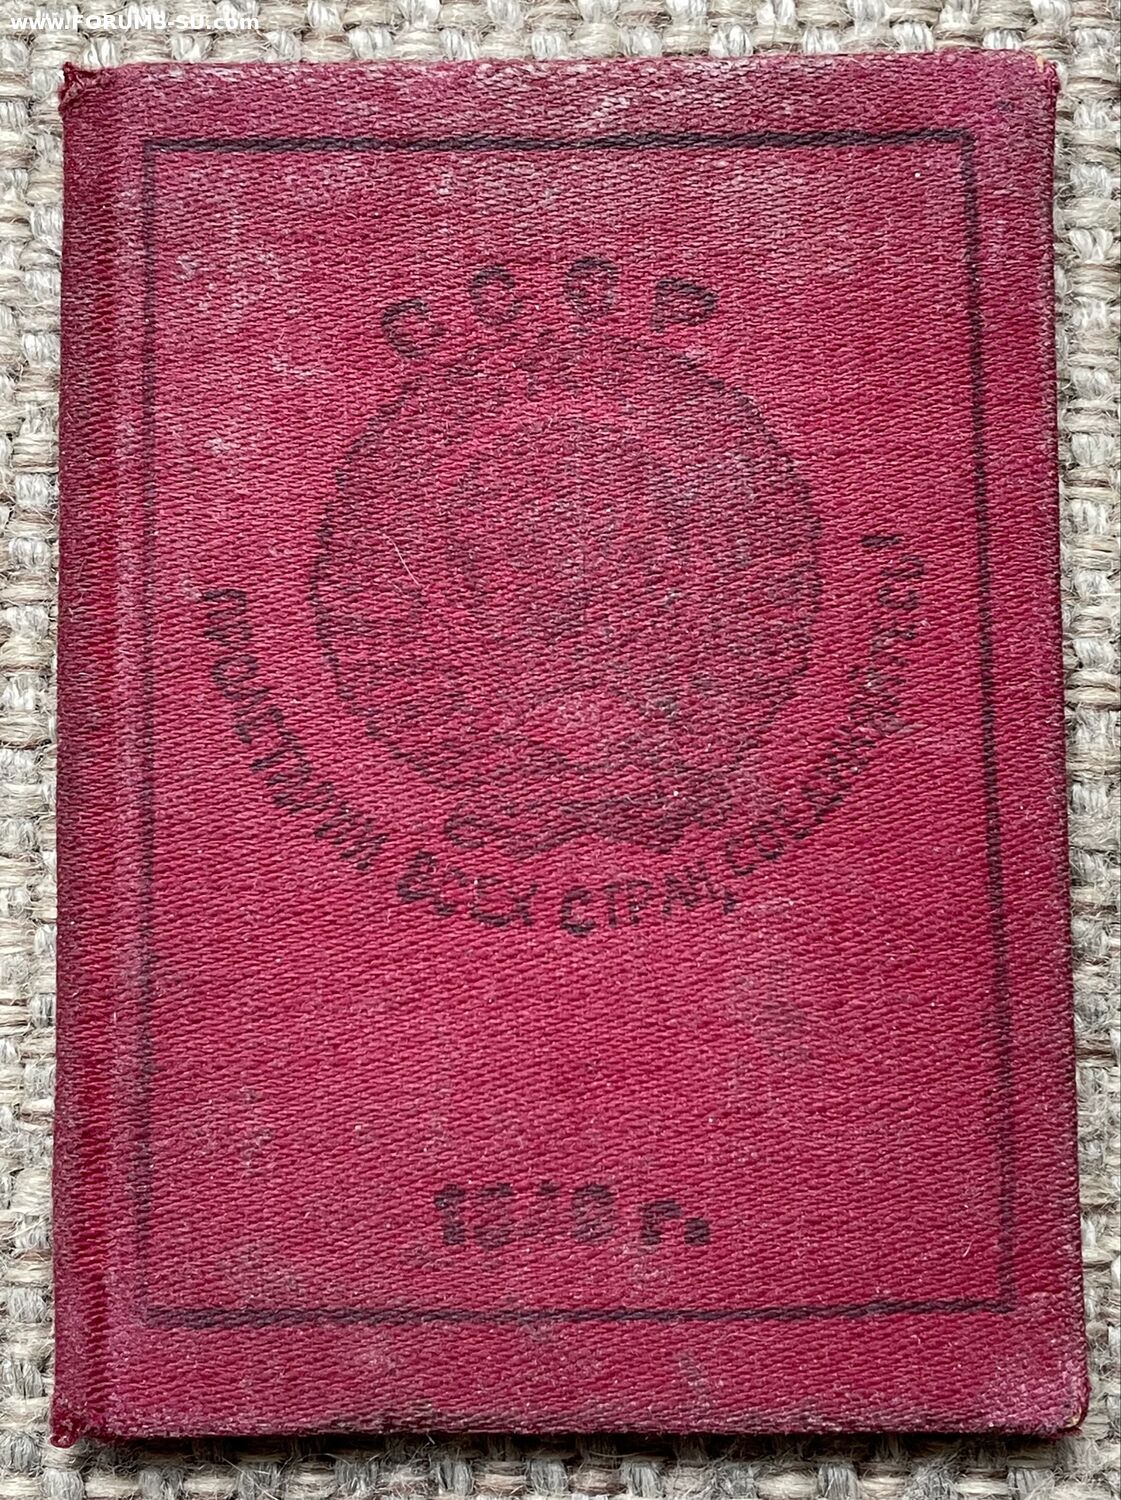 www.FORUMS-SU.com
СССР
ПРОЛЕТАРИИ ВСЕХ СТРАН, СОЕДИНЯЙТЕСЬ!
г.